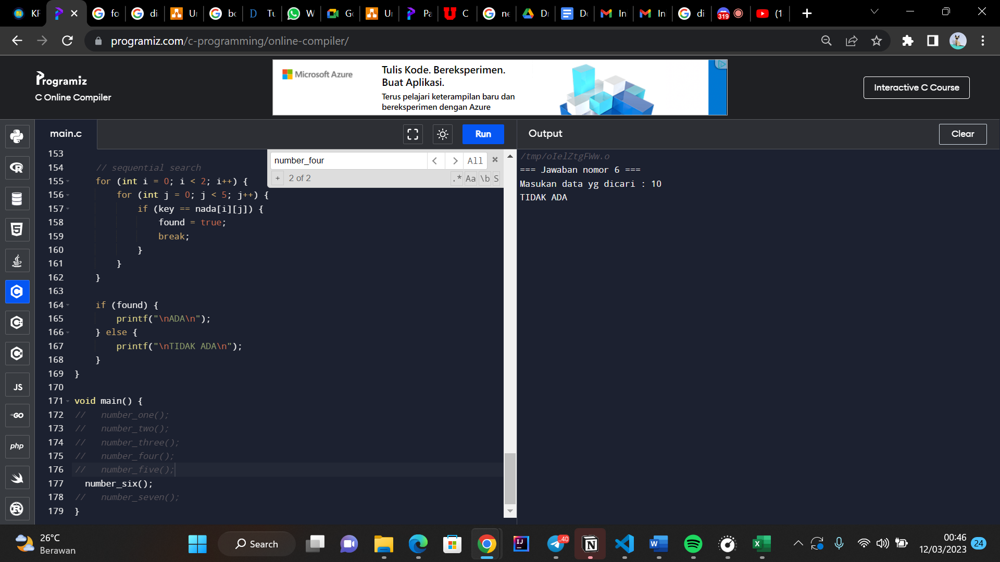 KF
fo
di
Ur
bc
D
Tu
W
Go
Ur
Pa
C
ne
Dr
Do
In
In
di
319
(1
programiz.com/c-programming/online-compiler/
Programiz
C Online Compiler
Microsoft Azure
Tulis Kode. Bereksperimen.
Buat Aplikasi.
Terus pelajari keterampilan baru dan
bereksperimen dengan Azure
Interactive C Course
main.c
Run
Output
Clear
number_four
All
+
2 of 2
.*
Aa
\b
S
153
154 // sequential search
155 for (int i = 0; i < 2; i++) {
156 for (int j = 0; j < 5; j++) {
157 if (key == nada[i][j]) {
158 found = true;
159 break;
160 }
161 }
162 }
163
164 if (found) {
165 printf("\nADA\n");
166 } else {
167 printf("\nTIDAK ADA\n");
168 }
169 }
170
171 void main() {
172 // number_one();
173 // number_two();
174 // number_three();
175 // number_four();
176 // number_five();
177 number_six();
178 // number_seven();
179 }
/tmp/oIelZtgFWw.o
=== Jawaban nomor 6 ===
Masukan data yg dicari : 10
TIDAK ADA
JS
GO
php
26°C
Berawan
Search
40
00:46
12/03/2023
24